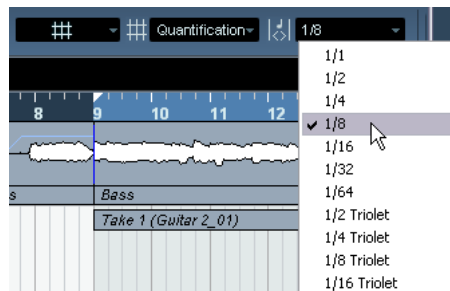 Quantification 1/8
1/1
1/2
1/4
8 9 10 11 12
1/8
1/16
1/32
1/64
s Bass
1/2 Triolet
Take 1 (Guitar 2_01)
1/4 Triolet
1/8 Triolet
1/16 Triolet